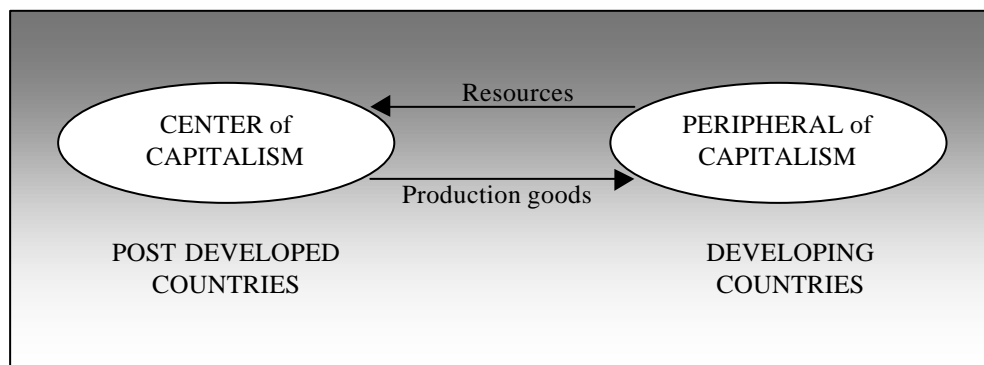 Resources
CENTER of
CAPITALISM
PERIPHERAL of
CAPITALISM
Production goods
POST DEVELOPED
COUNTRIES
DEVELOPING
COUNTRIES